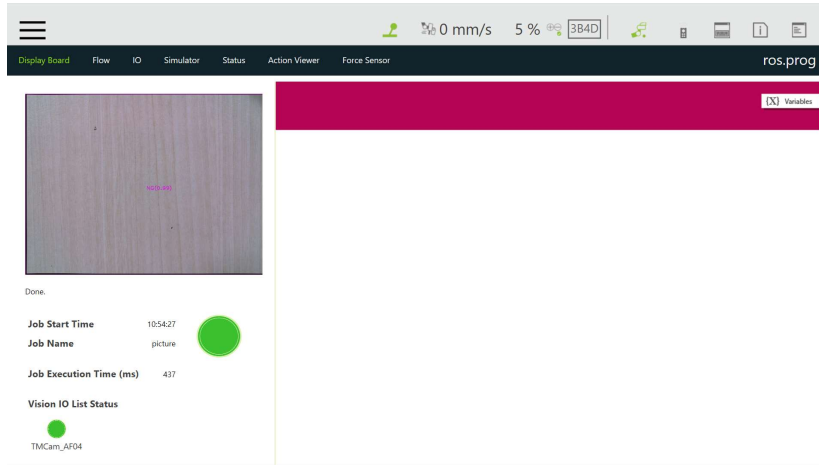 0 mm/s 5 % 3B4D
Display Board Flow IO Simulator Status Action Viewer Force Sensor ros.prog
{X} Variables
Done.
Job Start Time 10:54:27
Job Name picture
Job Execution Time (ms) 437
Vision IO List Status
TMCam_AF04